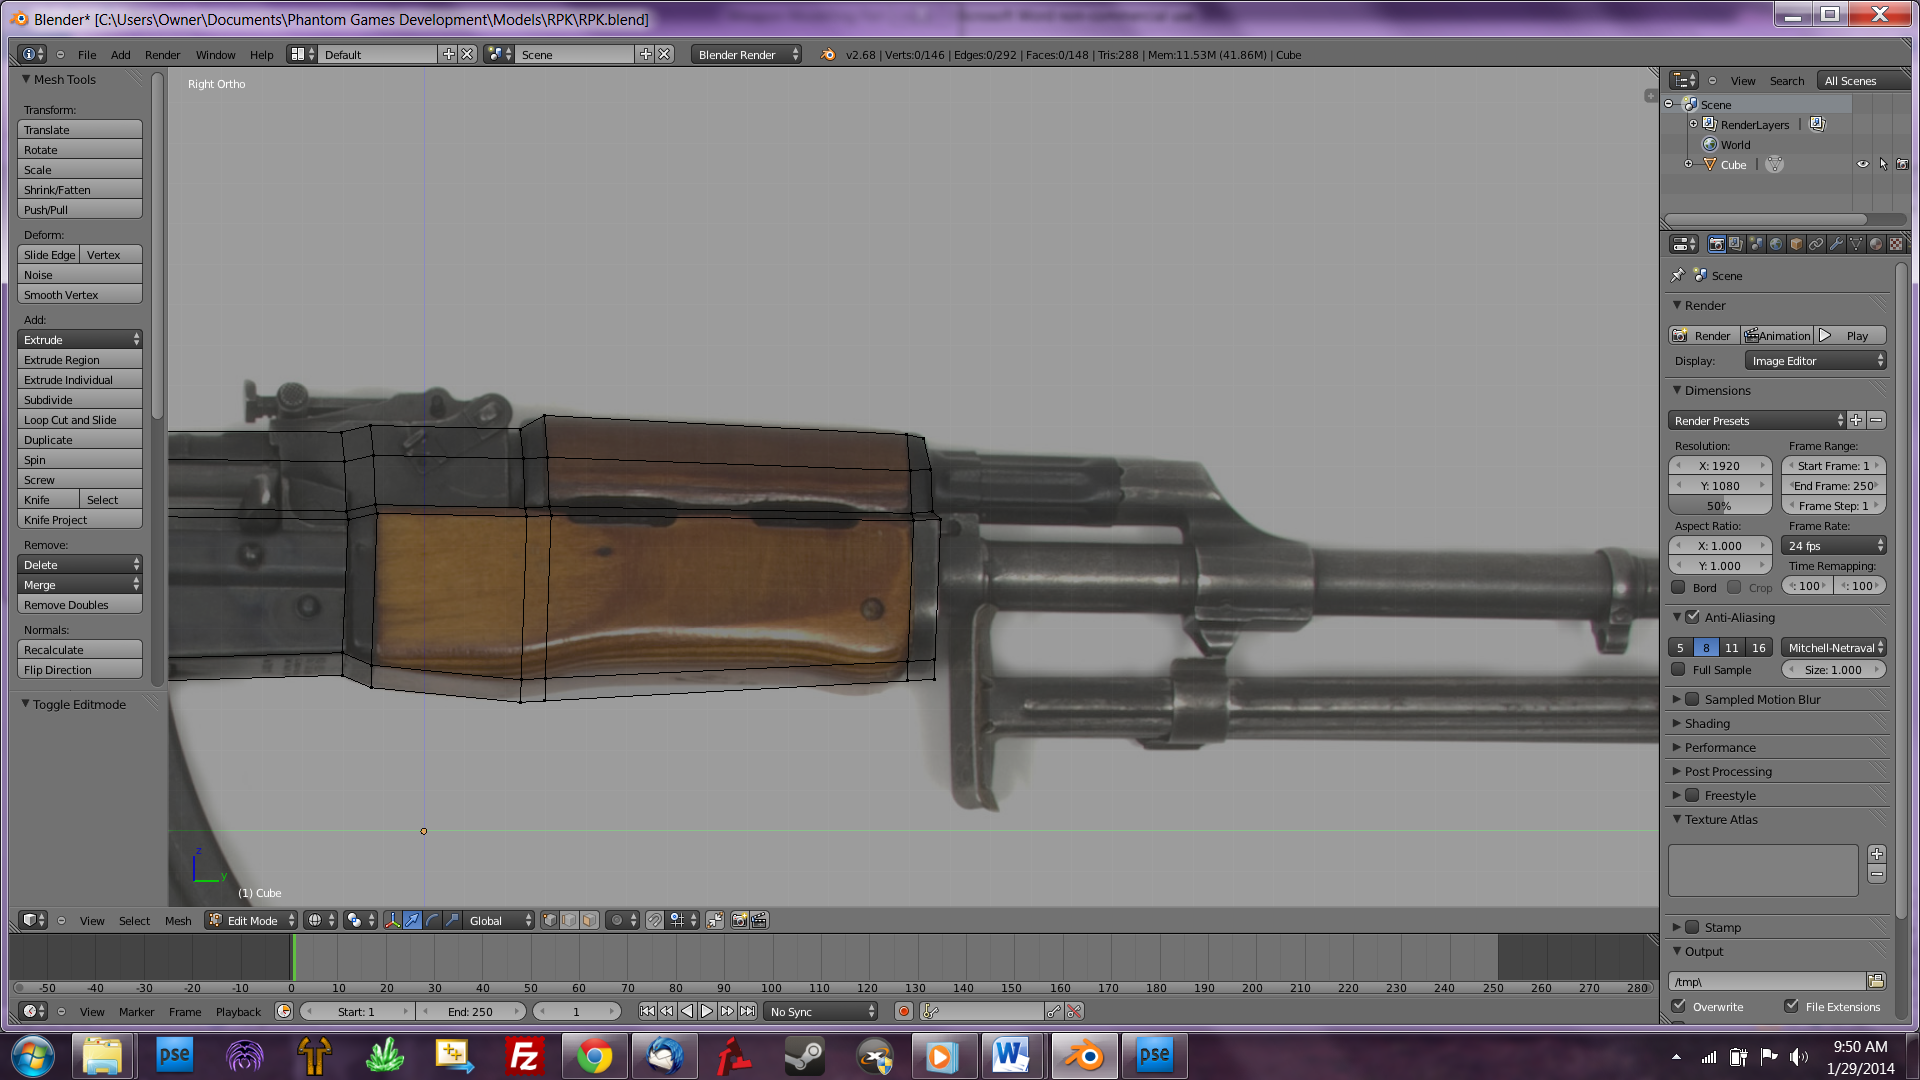 Blender* [C:\Users\Owner\Documents\Phantom Games Development\Models\RPK\RPK.blend]
File Add Render Window Help Default Scene Blender Render v2.68 | Verts:0/146 | Edges:0/292 | Faces:0/148 | Tris:288 | Mem:11.53M (41.86M) | Cube
Mesh Tools
Transform:
Translate
Rotate
Scale
Shrink/Fatten
Push/Pull
Deform:
Slide Edge Vertex
Noise
Smooth Vertex
Add:
Extrude
Extrude Region
Extrude Individual
Subdivide
Loop Cut and Slide
Duplicate
Spin
Screw
Knife Select
Knife Project
Remove:
Delete
Merge
Remove Doubles
Normals:
Recalculate
Flip Direction
Toggle Editmode
Right Ortho
z
y
(1) Cube
View Search All Scenes
Scene
RenderLayers |
World
Cube |
Scene
Render
Render Animation Play
Display: Image Editor
Dimensions
Render Presets
Resolution: Frame Range:
X: 1920 Start Frame: 1
Y: 1080 End Frame: 250
50% Frame Step: 1
Aspect Ratio: Frame Rate:
X: 1.000 24 fps
Y: 1.000 Time Remapping:
Bord Crop : 100 : 100
Anti-Aliasing
5 8 11 16 Mitchell-Netraval
Full Sample Size: 1.000
Sampled Motion Blur
Shading
Performance
Post Processing
Freestyle
Texture Atlas
Stamp
Output
/tmp\
Overwrite File Extensions
View Select Mesh Edit Mode Global
-50 -40 -30 -20 -10 0 10 20 30 40 50 60 70 80 90 100 110 120 130 140 150 160 170 180 190 200 210 220 230 240 250 260 270 280
View Marker Frame Playback Start: 1 End: 250 1 No Sync
pse Fz W pse
9:50 AM
1/29/2014